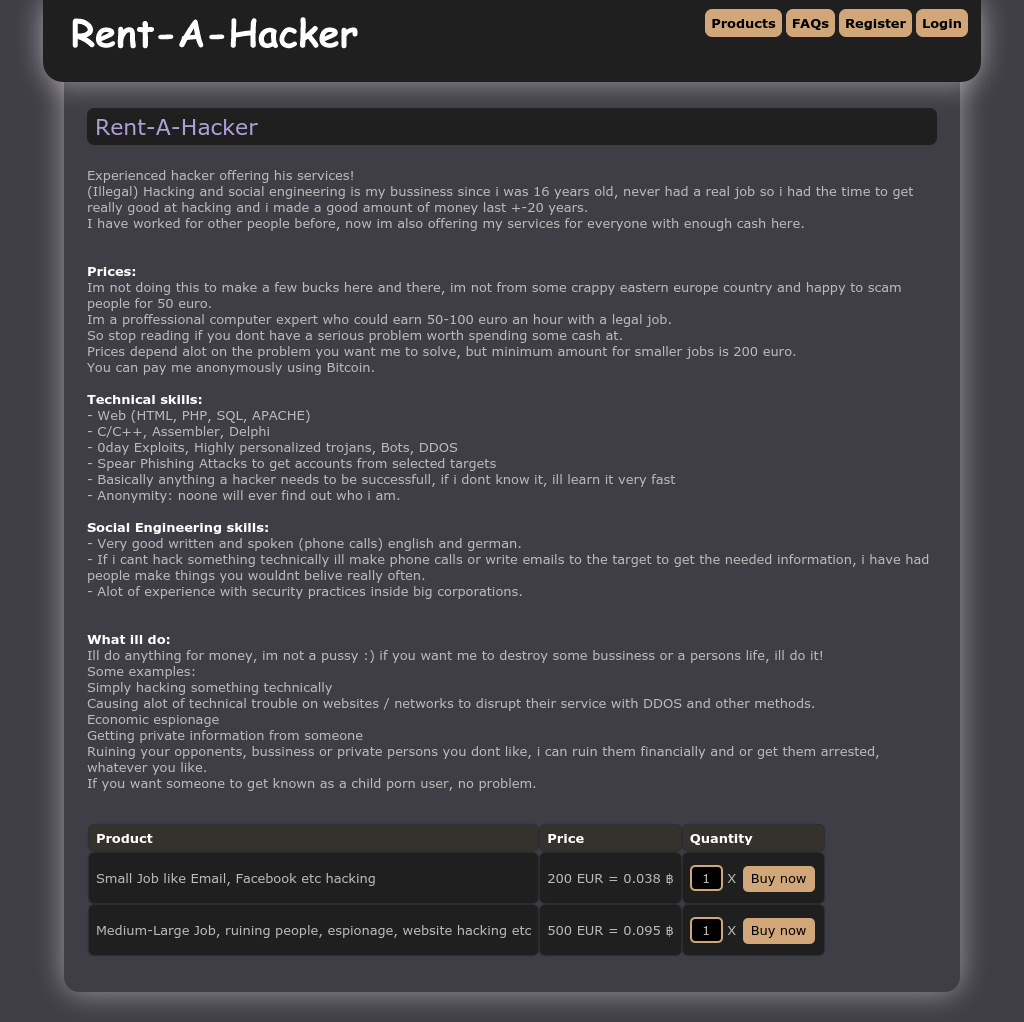 Rent-A-Hacker
Products FAQs Register Login
Rent-A-Hacker
Experienced hacker offering his services!
(Illegal) Hacking and social engineering is my bussiness since i was 16 years old, never had a real job so i had the time to get
really good at hacking and i made a good amount of money last +-20 years.
I have worked for other people before, now im also offering my services for everyone with enough cash here.
Prices:
Im not doing this to make a few bucks here and there, im not from some crappy eastern europe country and happy to scam
people for 50 euro.
Im a proffessional computer expert who could earn 50-100 euro an hour with a legal job.
So stop reading if you dont have a serious problem worth spending some cash at.
Prices depend alot on the problem you want me to solve, but minimum amount for smaller jobs is 200 euro.
You can pay me anonymously using Bitcoin.
Technical skills:
- Web (HTML, PHP, SQL, APACHE)
- C/C++, Assembler, Delphi
- 0day Exploits, Highly personalized trojans, Bots, DDOS
- Spear Phishing Attacks to get accounts from selected targets
- Basically anything a hacker needs to be successfull, if i dont know it, ill learn it very fast
- Anonymity: noone will ever find out who i am.
Social Engineering skills:
- Very good written and spoken (phone calls) english and german.
- If i cant hack something technically ill make phone calls or write emails to the target to get the needed information, i have had
people make things you wouldnt belive really often.
- Alot of experience with security practices inside big corporations.
What ill do:
Ill do anything for money, im not a pussy :) if you want me to destroy some bussiness or a persons life, ill do it!
Some examples:
Simply hacking something technically
Causing alot of technical trouble on websites / networks to disrupt their service with DDOS and other methods.
Economic espionage
Getting private information from someone
Ruining your opponents, bussiness or private persons you dont like, i can ruin them financially and or get them arrested,
whatever you like.
If you want someone to get known as a child porn user, no problem.
Product Price Quantity
Small Job like Email, Facebook etc hacking 200 EUR = 0.038 ฿ 1 X Buy now
Medium-Large Job, ruining people, espionage, website hacking etc 500 EUR = 0.095 ฿ 1 X Buy now